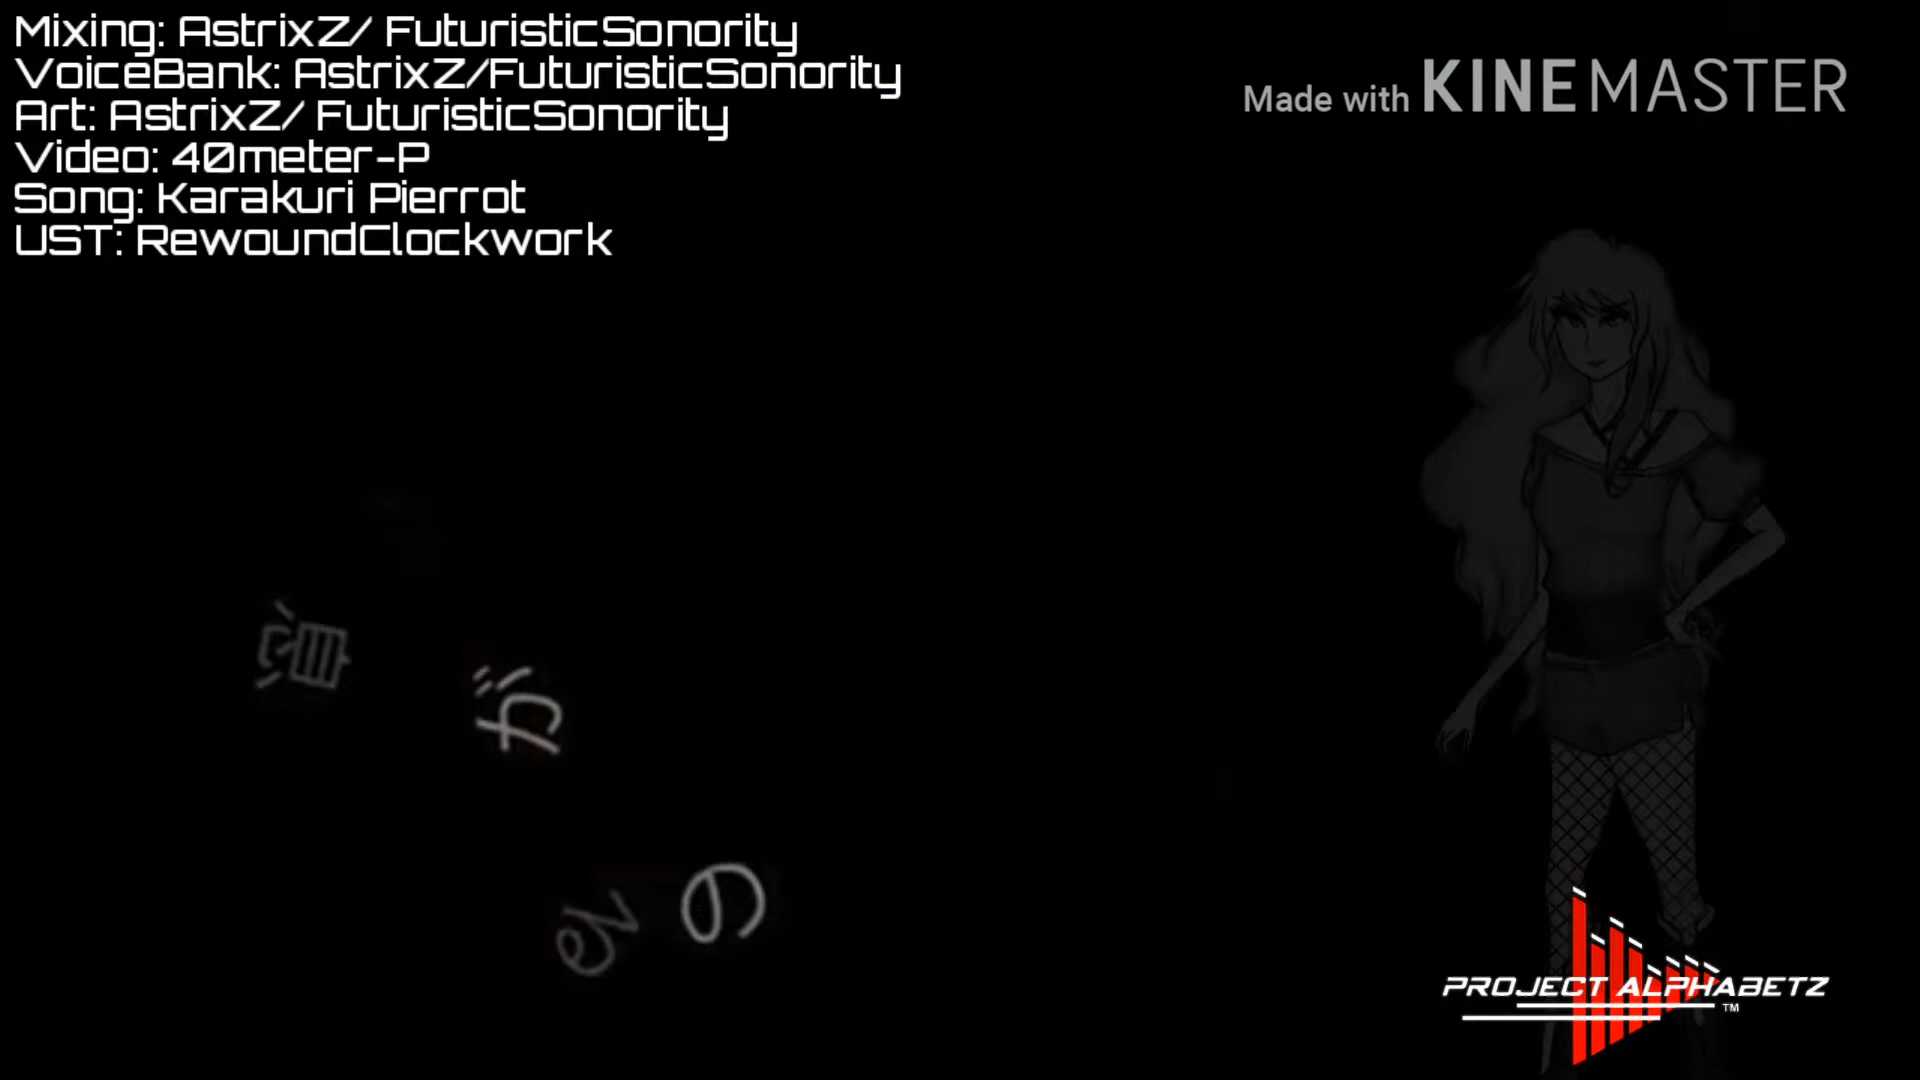 Mixing: AstrixZ/ FuturisticSonority
VoiceBank: AstrixZ/FuturisticSonority
Art: AstrixZ/ FuturisticSonority
Video: 40meter-P
Song: Karakuri Pierrot
UST: RewoundClockwork
Made with KINEMASTER
が
の
PROJECT ALPHABETZ
TM